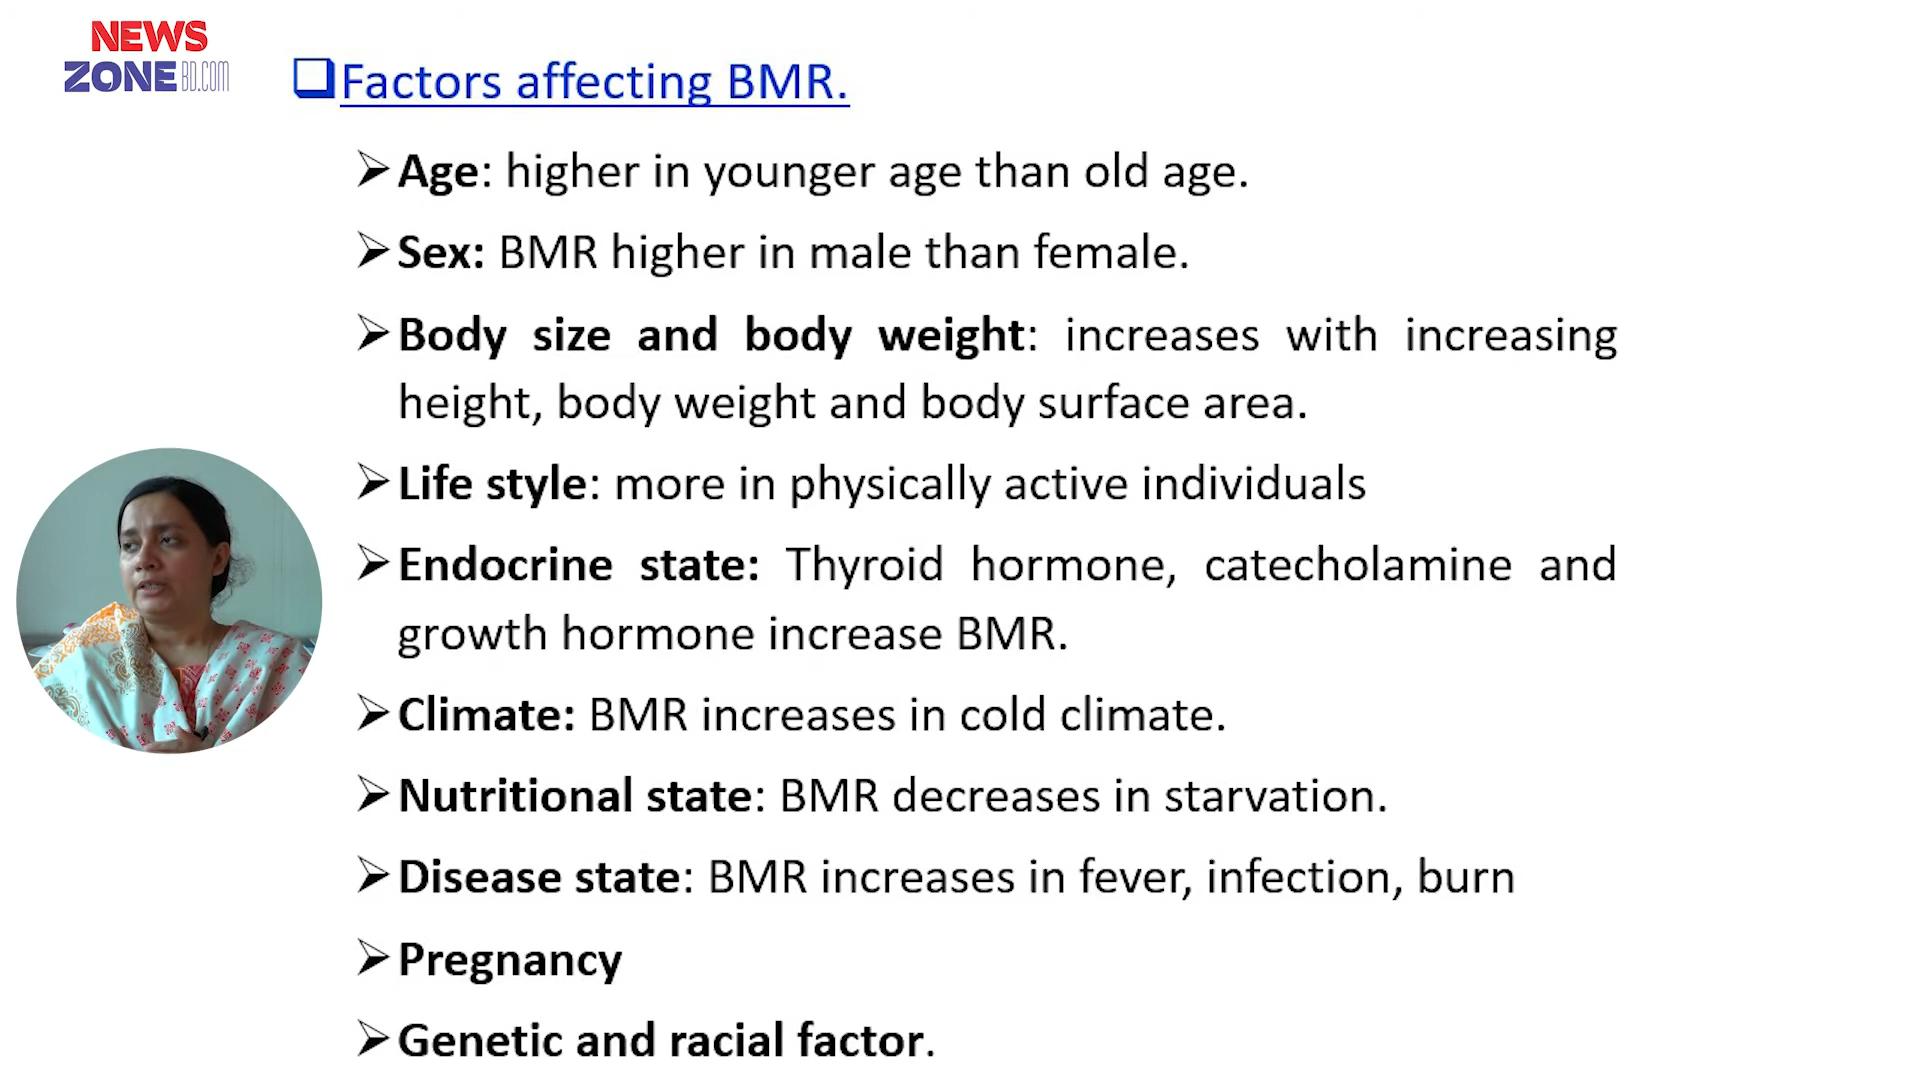 NEWS
ZONE BD.COM
Factors affecting BMR.
Age: higher in younger age than old age.
Sex: BMR higher in male than female.
Body size and body weight: increases with increasing
height, body weight and body surface area.
Life style: more in physically active individuals
Endocrine state: Thyroid hormone, catecholamine and
growth hormone increase BMR.
Climate: BMR increases in cold climate.
Nutritional state: BMR decreases in starvation.
Disease state: BMR increases in fever, infection, burn
Pregnancy
Genetic and racial factor.